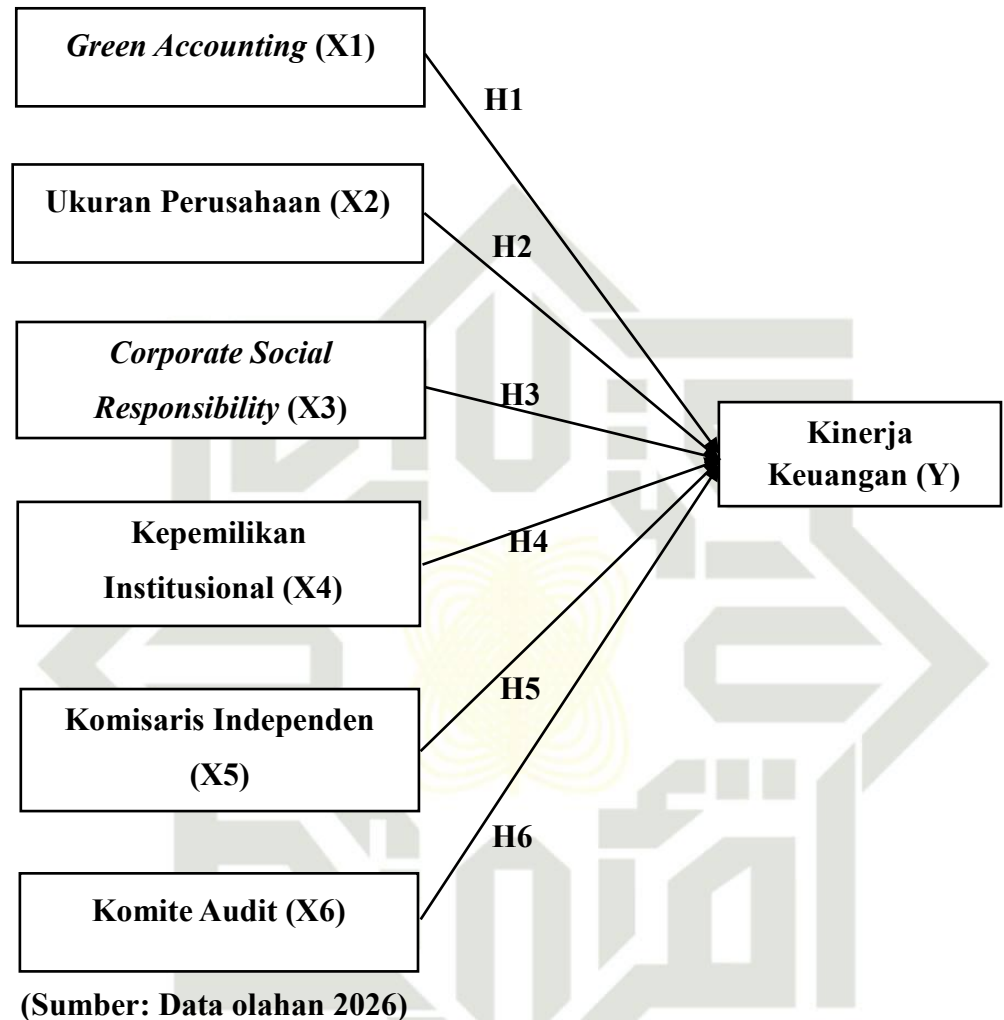 Green Accounting (X1)
H1
Ukuran Perusahaan (X2)
H2
Corporate Social
Responsibility (X3)
H3
Kinerja
Keuangan (Y)
Kepemilikan
Institusional (X4)
H4
Komisaris Independen
(X5)
H5
H6
Komite Audit (X6)
(Sumber: Data olahan 2026)